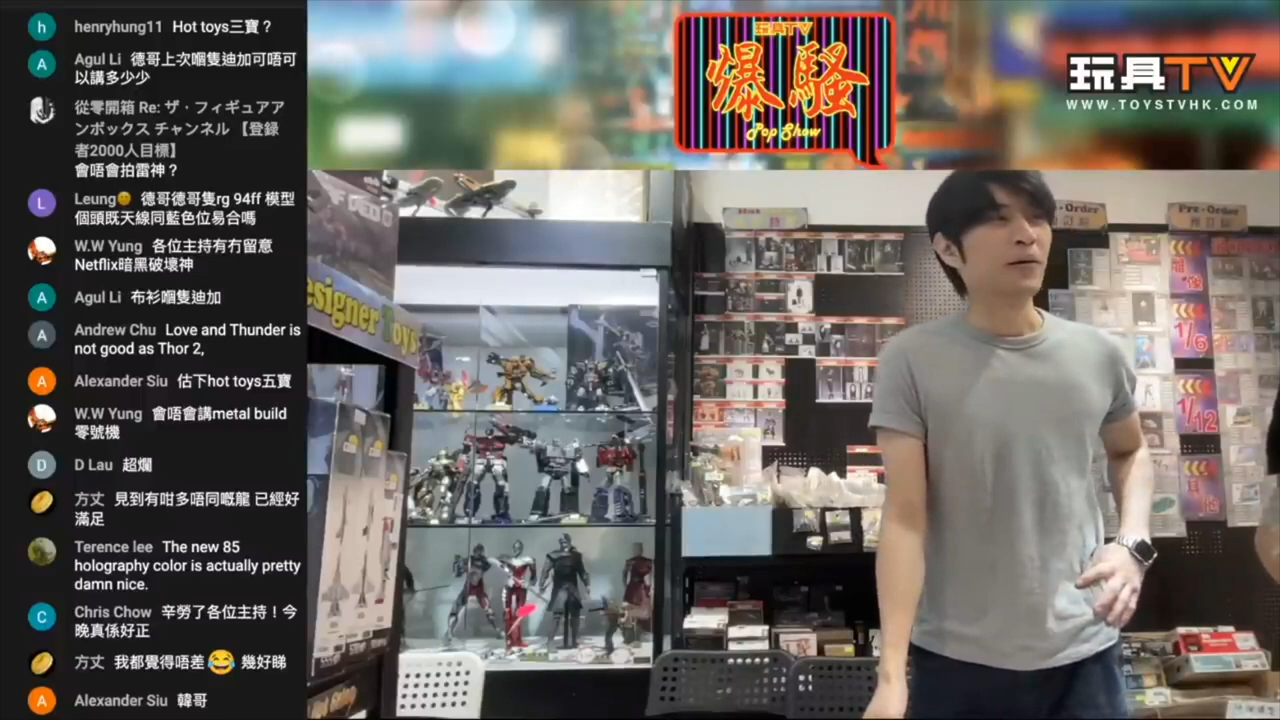 henryhung11 Hot toys三寶？
Agul Li 德哥上次嗰隻迪加可唔可
以講多少少
從零開箱 Re: ザ・フィギュアア
ンボックス チャンネル 【登録
者2000人目標】
會唔會拍雷神？
Leung😊 德哥德哥隻rg 94ff 模型
個頭既天線同藍色位易合嗎
W.W Yung 各位主持有冇留意
Netflix暗黑破壞神
Agul Li 布衫嗰隻迪加
Andrew Chu Love and Thunder is
not good as Thor 2,
Alexander Siu 估下hot toys五寶
W.W Yung 會唔會講metal build
零號機
D Lau 超爛
方丈 見到有咁多唔同嘅龍 已經好
滿足
Terence lee The new 85
holography color is actually pretty
damn nice.
Chris Chow 辛勞了各位主持！今
晚真係好正
方丈 我都覺得唔差😂 幾好睇
Alexander Siu 韓哥
玩具TV
爆騷
Pop Show
玩具TV
WWW.TOYSTVHK.COM
esigner Toys
Pre-Order
預訂區
1/6
1/12